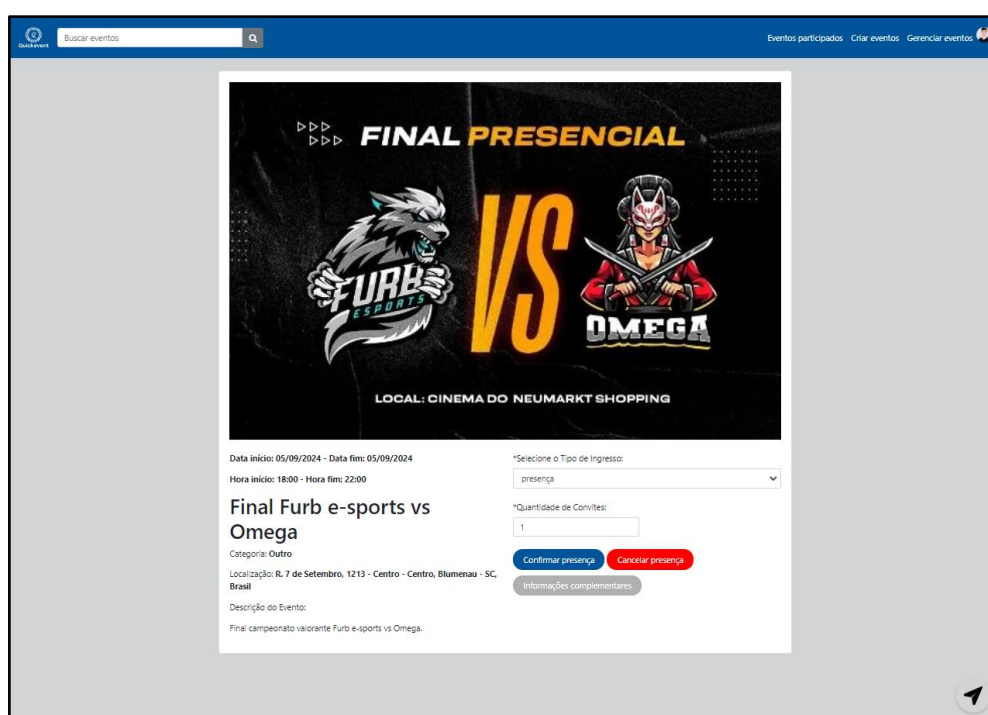 Quickevent
Buscar eventos
Eventos participados Criar eventos Gerenciar eventos
FINAL PRESENCIAL
FURB
ESPORTS
VS
OMEGA
LOCAL: CINEMA DO NEUMARKT SHOPPING
Data início: 05/09/2024 - Data fim: 05/09/2024
Hora início: 18:00 - Hora fim: 22:00
Final Furb e-sports vs
Omega
Categoria: Outro
Localização: R. 7 de Setembro, 1213 - Centro - Centro, Blumenau - SC,
Brasil
Descrição do Evento:
Final campeonato valorante Furb e-sports vs Omega.
*Selecione o Tipo de Ingresso:
presença
*Quantidade de Convites:
1
Confirmar presença Cancelar presença
Informações complementares